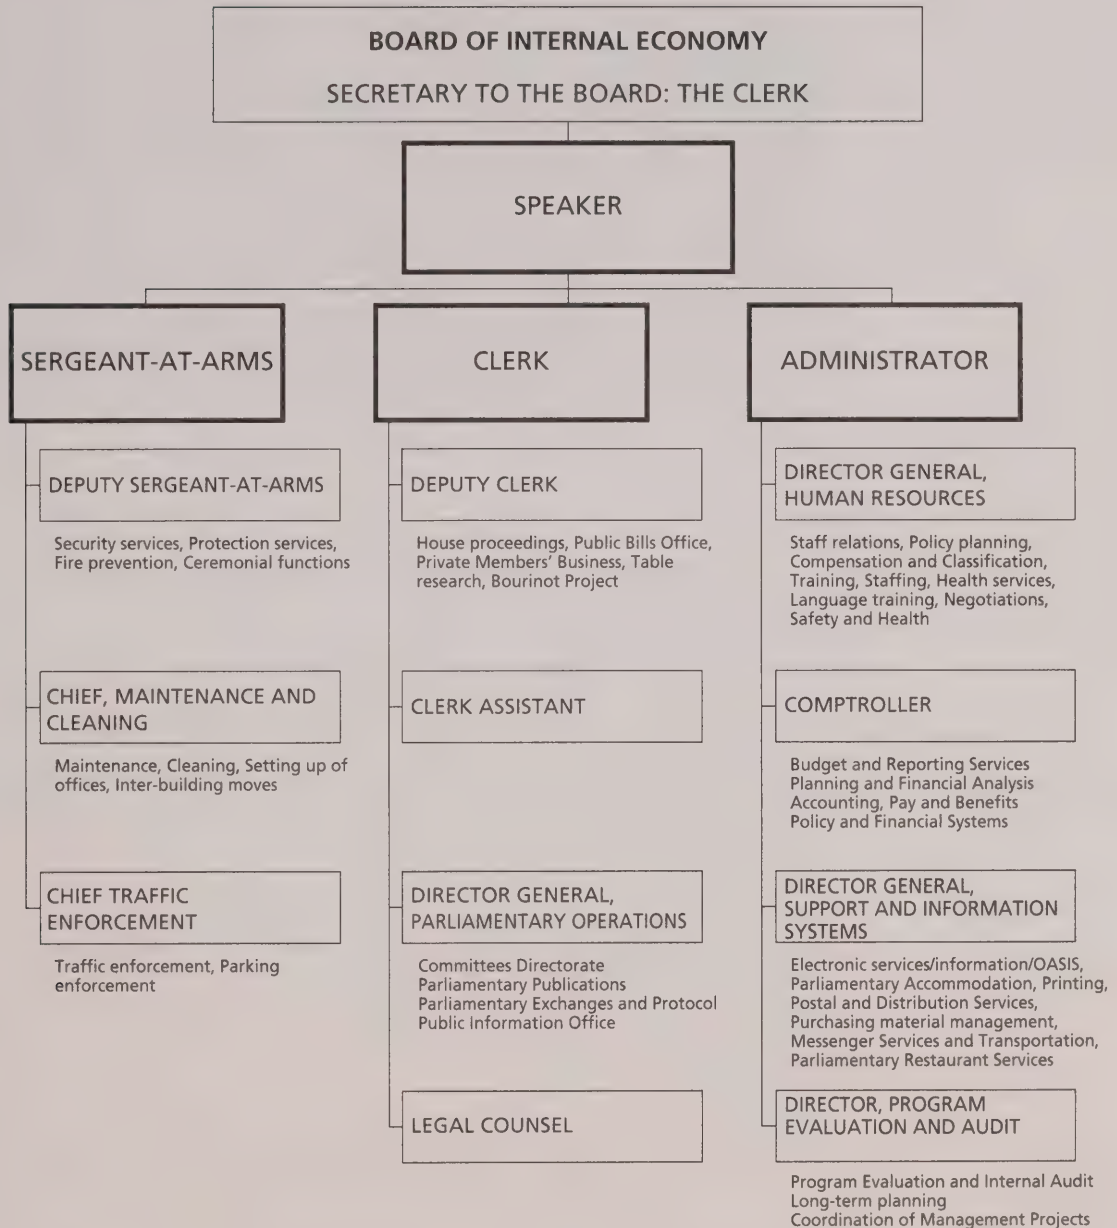 BOARD OF INTERNAL ECONOMY
SECRETARY TO THE BOARD: THE CLERK
SPEAKER
SERGEANT-AT-ARMS
DEPUTY SERGEANT-AT-ARMS
Security services, Protection services,
Fire prevention, Ceremonial functions
CHIEF, MAINTENANCE AND
CLEANING
Maintenance, Cleaning, Setting up of
offices, Inter-building moves
CHIEF TRAFFIC
ENFORCEMENT
Traffic enforcement, Parking
enforcement
CLERK
DEPUTY CLERK
House proceedings, Public Bills Office,
Private Members' Business, Table
research, Bourinot Project
CLERK ASSISTANT
DIRECTOR GENERAL,
PARLIAMENTARY OPERATIONS
Committees Directorate
Parliamentary Publications
Parliamentary Exchanges and Protocol
Public Information Office
LEGAL COUNSEL
ADMINISTRATOR
DIRECTOR GENERAL,
HUMAN RESOURCES
Staff relations, Policy planning,
Compensation and Classification,
Training, Staffing, Health services,
Language training, Negotiations,
Safety and Health
COMPTROLLER
Budget and Reporting Services
Planning and Financial Analysis
Accounting, Pay and Benefits
Policy and Financial Systems
DIRECTOR GENERAL,
SUPPORT AND INFORMATION
SYSTEMS
Electronic services/information/OASIS,
Parliamentary Accommodation, Printing,
Postal and Distribution Services,
Purchasing material management,
Messenger Services and Transportation,
Parliamentary Restaurant Services
DIRECTOR, PROGRAM
EVALUATION AND AUDIT
Program Evaluation and Internal Audit
Long-term planning
Coordination of Management Projects